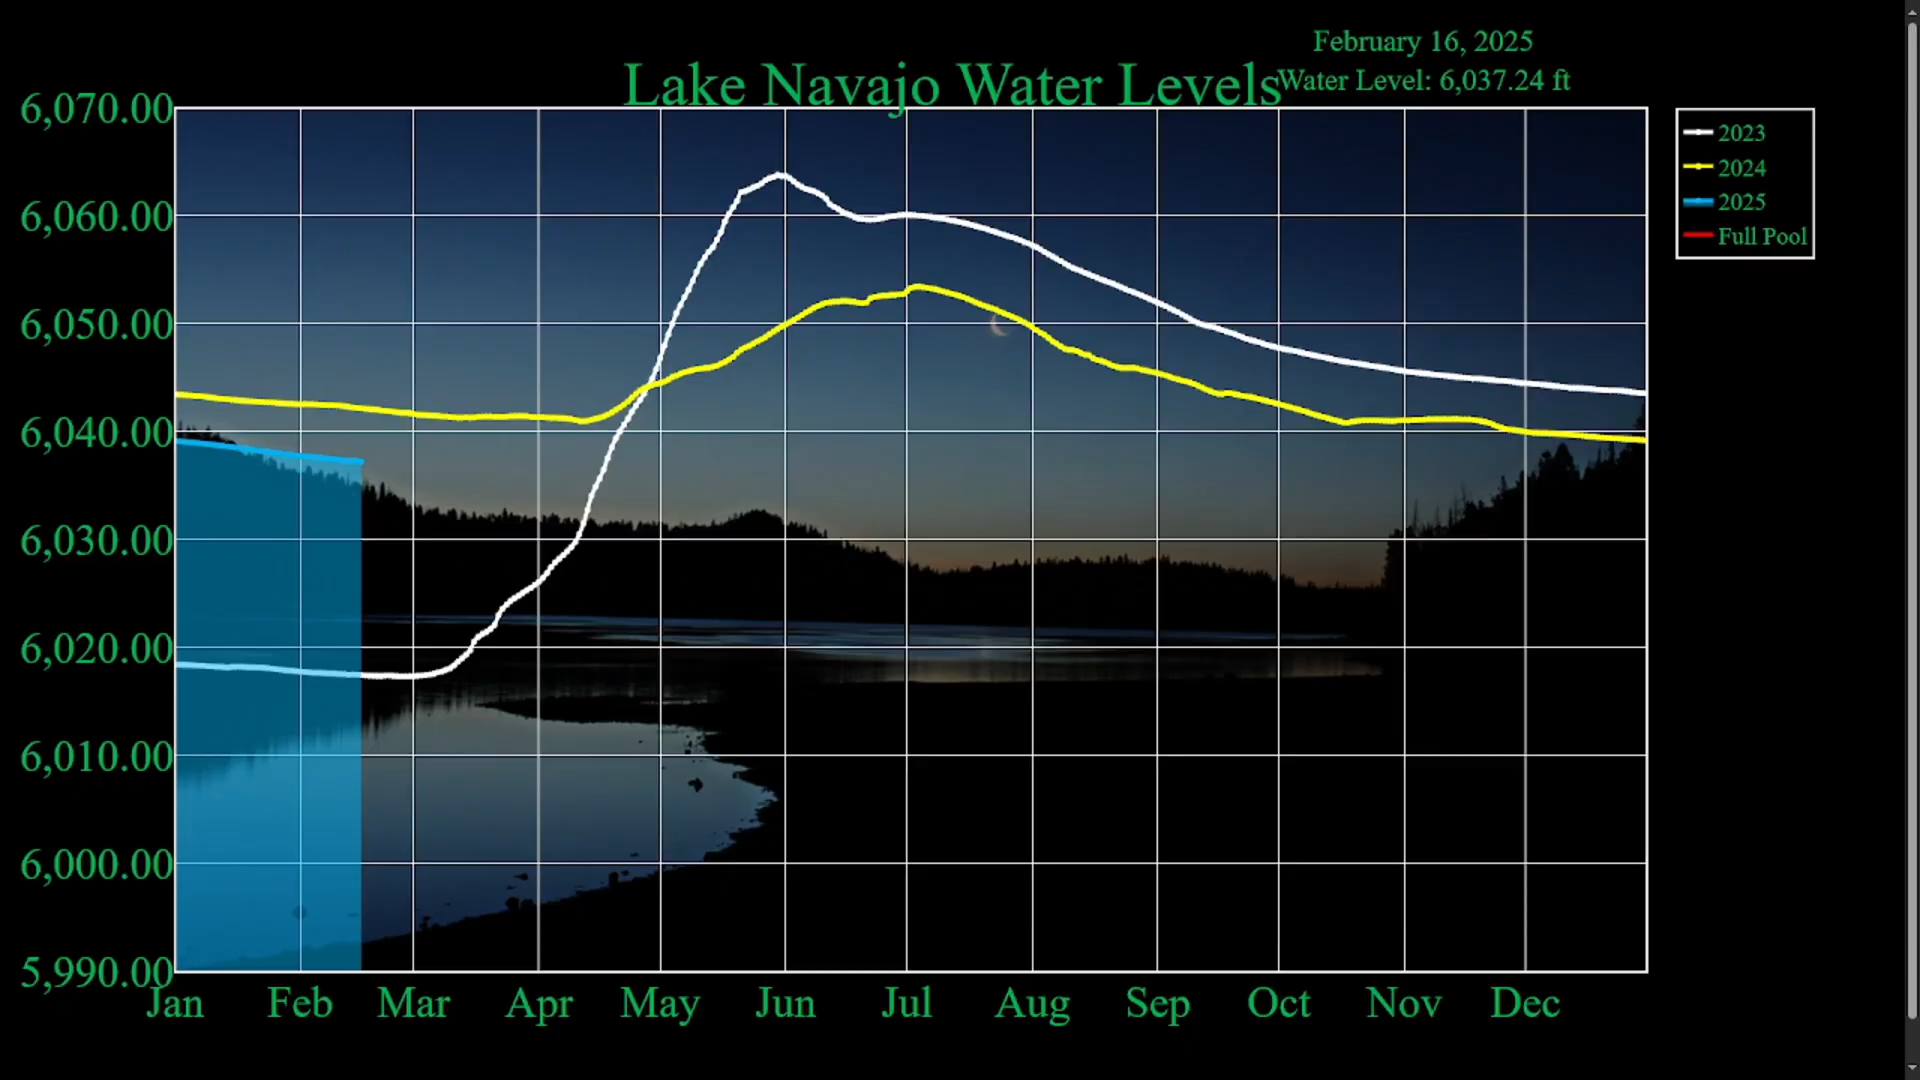 February 16, 2025
Lake Navajo Water Levels
Water Level: 6,037.24 ft
6,070.00
6,060.00
6,050.00
6,040.00
6,030.00
6,020.00
6,010.00
6,000.00
5,990.00
Jan Feb Mar Apr May Jun Jul Aug Sep Oct Nov Dec
2023
2024
2025
Full Pool